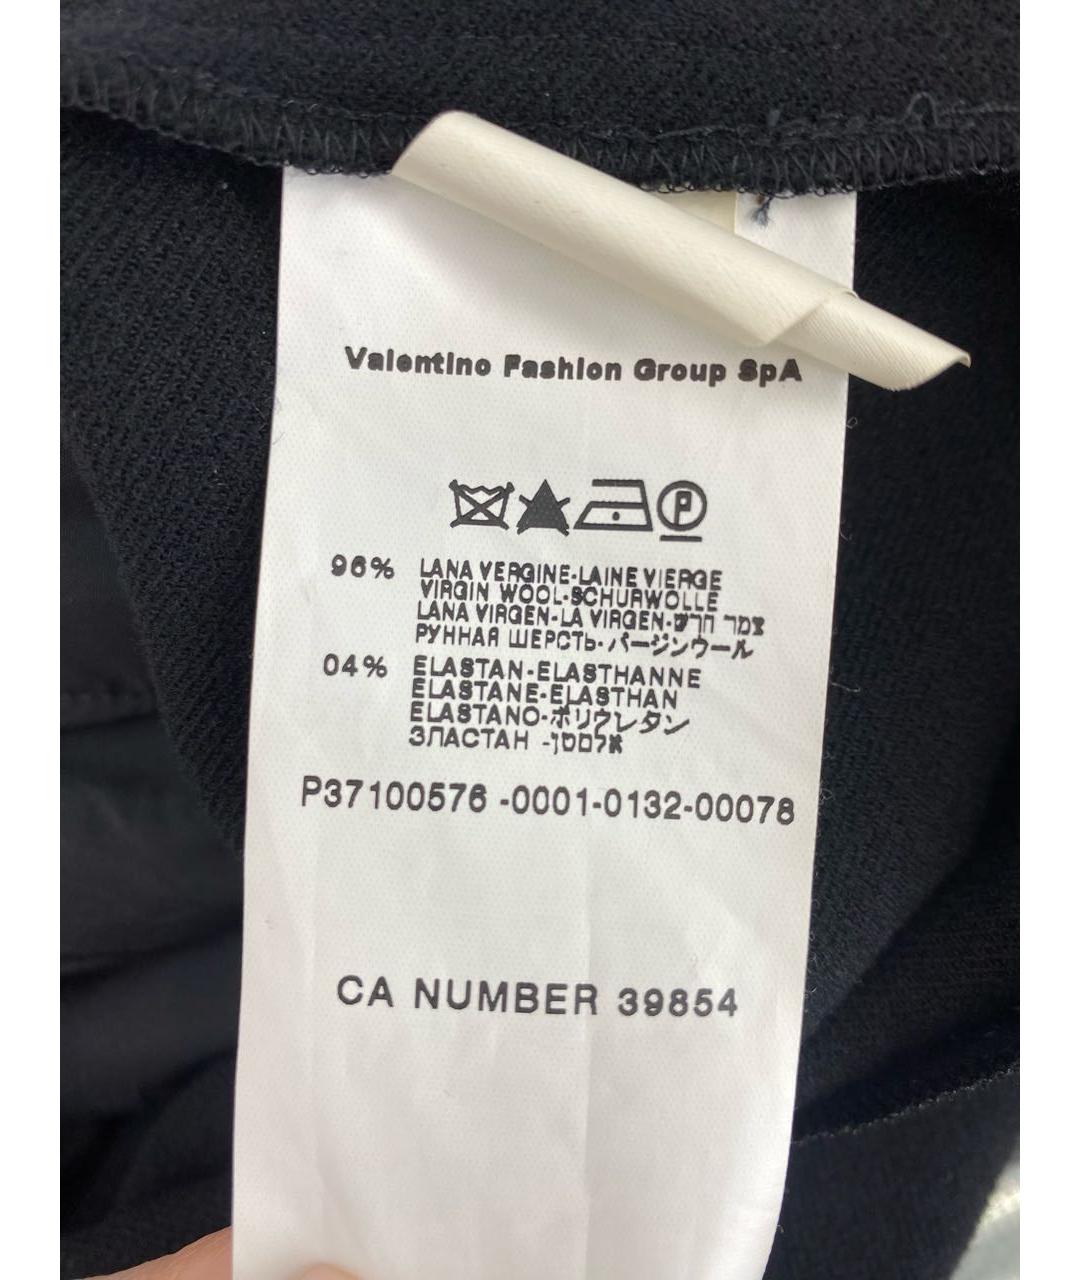 Valentino Fashion Group SpA
P
96% LANA VERGINE-LAINE VIERGE
VIRGIN WOOL-SCHURWOLLE
LANA VIRGEN-LA VIRGEN-צמר חדש
РУННАЯ ШЕРСТЬ-バージンウール
04% ELASTAN-ELASTHANNE
ELASTANE-ELASTHAN
ELASTANO-ポリウレタン
ЗПАСТАН -אלסטן
P37100576 -0001-0132-00078
CA NUMBER 39854